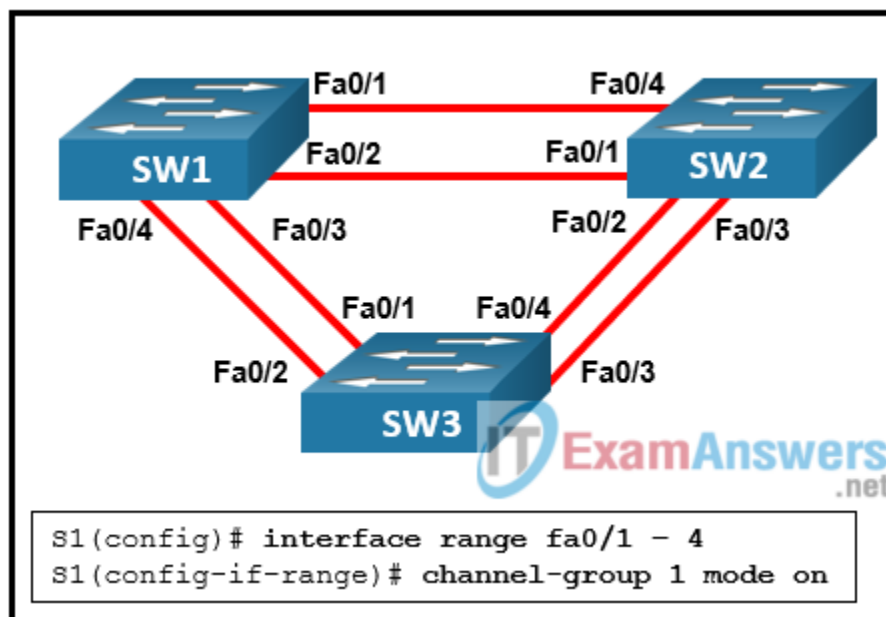 Fa0/1
Fa0/4
Fa0/2
Fa0/1
SW1
SW2
Fa0/4
Fa0/3
Fa0/2
Fa0/3
Fa0/1
Fa0/4
Fa0/2
Fa0/3
SW3
ITExamAnswers
.net
S1(config)# interface range fa0/1 – 4
S1(config-if-range)# channel-group 1 mode on